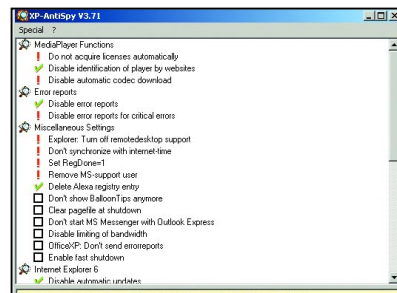 XP-AntiSpy V3.71
Special ?
MediaPlayer Functions
Do not acquire licenses automatically
Disable identification of player by websites
Disable automatic codec download
Error reports
Disable error reports
Disable error reports for critical errors
Miscellaneous Settings
Explorer: Turn off remotedesktop support
Don't synchronize with internet-time
Set RegDone=1
Remove MS-support user
Delete Alexa registry entry
Don't show BalloonTips anymore
Clear pagefile at shutdown
Don't start MS Messenger with Outlook Express
Disable limiting of bandwidth
OfficeXP: Don't send errorreports
Enable fast shutdown
Internet Explorer 6
Disable automatic updates